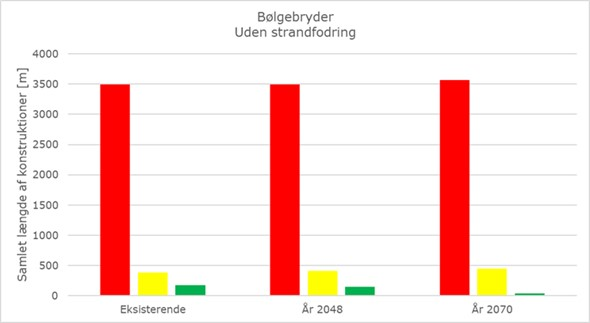 Bølgebryder
Uden strandfodring
Samlet længde af konstruktioner [m]
4000
3500
3000
2500
2000
1500
1000
500
0
Eksisterende
År 2048
År 2070